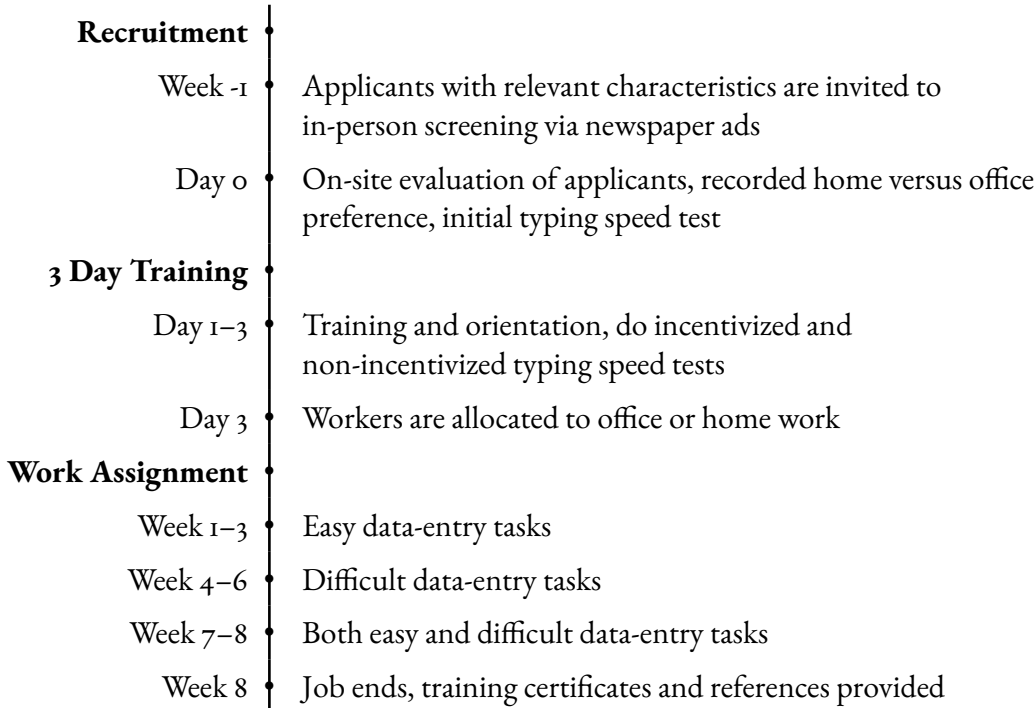 Recruitment
Week -1 Applicants with relevant characteristics are invited to
in-person screening via newspaper ads
Day 0 On-site evaluation of applicants, recorded home versus office
preference, initial typing speed test
3 Day Training
Day 1–3 Training and orientation, do incentivized and
non-incentivized typing speed tests
Day 3 Workers are allocated to office or home work
Work Assignment
Week 1–3 Easy data-entry tasks
Week 4–6 Difficult data-entry tasks
Week 7–8 Both easy and difficult data-entry tasks
Week 8 Job ends, training certificates and references provided